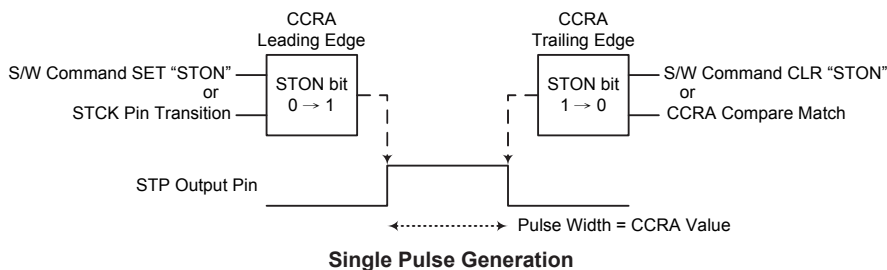 CCRA
Leading Edge
S/W Command SET “STON”
or
STCK Pin Transition
STON bit
0 → 1
CCRA
Trailing Edge
STON bit
1 → 0
S/W Command CLR “STON”
or
CCRA Compare Match
STP Output Pin
Pulse Width = CCRA Value
Single Pulse Generation